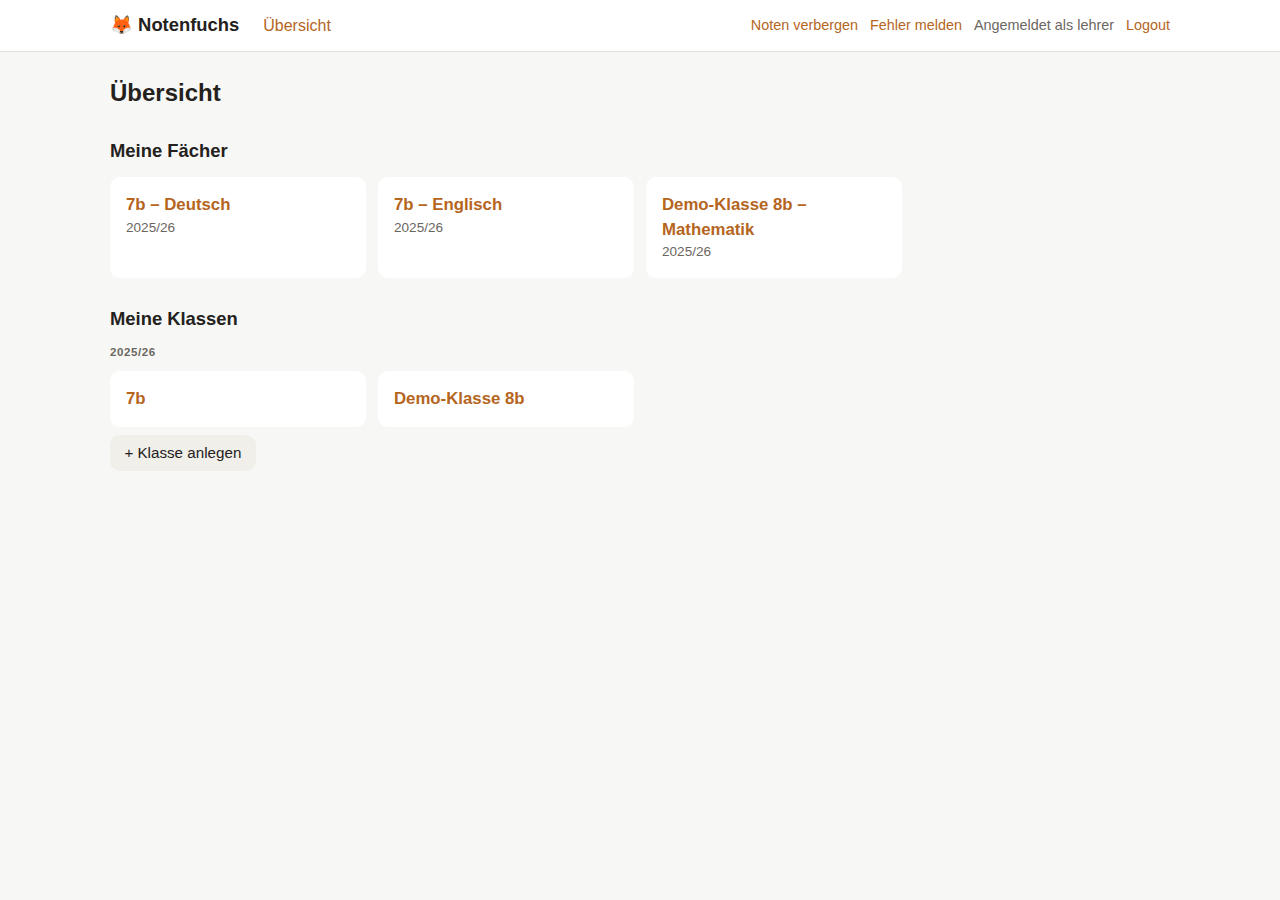 🦊 Notenfuchs Übersicht Noten verbergen Fehler melden Angemeldet als lehrer Logout
Übersicht
Meine Fächer
7b – Deutsch
2025/26
7b – Englisch
2025/26
Demo-Klasse 8b –
Mathematik
2025/26
Meine Klassen
2025/26
7b
Demo-Klasse 8b
+ Klasse anlegen